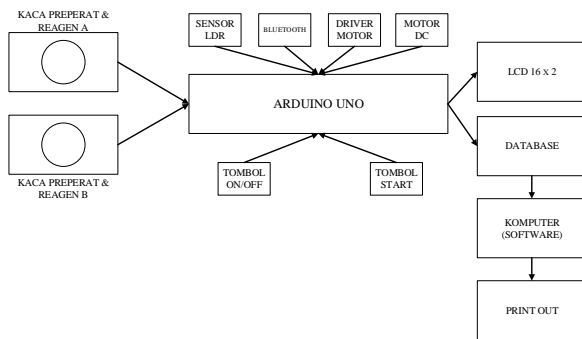 KACA PREPERAT &
REAGEN A
SENSOR
LDR
BLUETOOTH
DRIVER
MOTOR
MOTOR
DC
ARDUINO UNO
LCD 16 x 2
DATABASE
KACA PREPERAT &
REAGEN B
TOMBOL
ON/OFF
TOMBOL
START
KOMPUTER
(SOFTWARE)
PRINT OUT